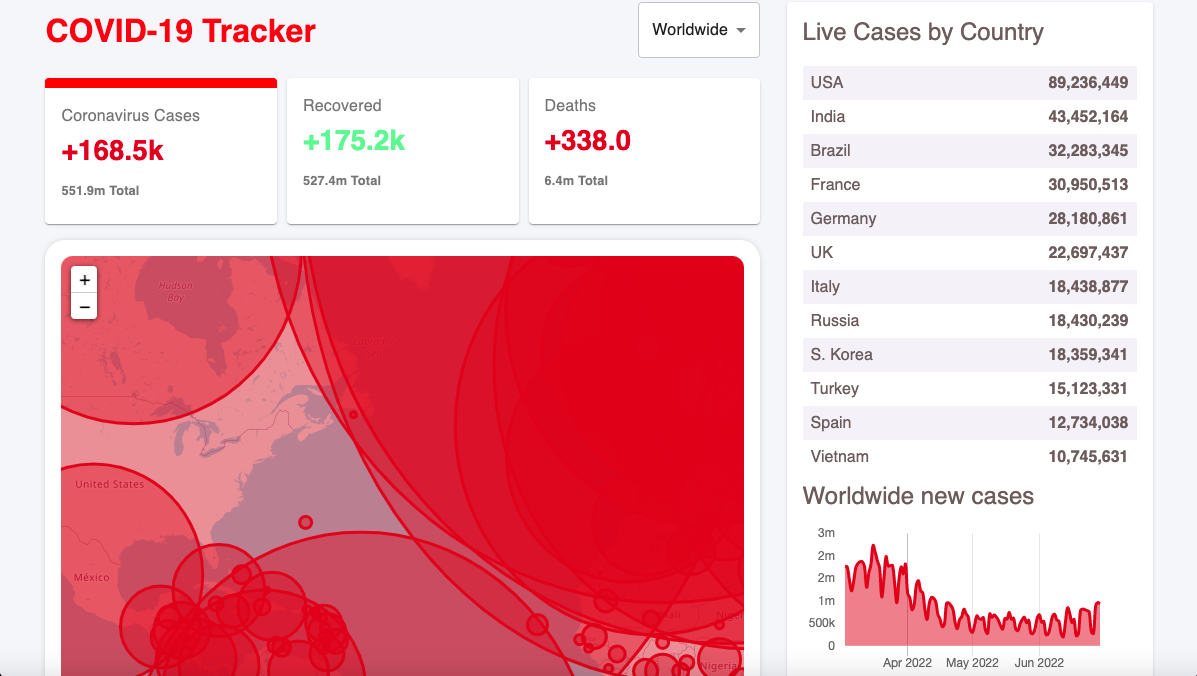 COVID-19 Tracker
Worldwide
Coronavirus Cases
+168.5k
551.9m Total
Recovered
+175.2k
527.4m Total
Deaths
+338.0
6.4m Total
+
−
Hudson
Bay
United States
México
Nigeria
Live Cases by Country
USA 89,236,449
India 43,452,164
Brazil 32,283,345
France 30,950,513
Germany 28,180,861
UK 22,697,437
Italy 18,438,877
Russia 18,430,239
S. Korea 18,359,341
Turkey 15,123,331
Spain 12,734,038
Vietnam 10,745,631
Worldwide new cases
3m
2m
2m
1m
500k
0
Apr 2022 May 2022 Jun 2022